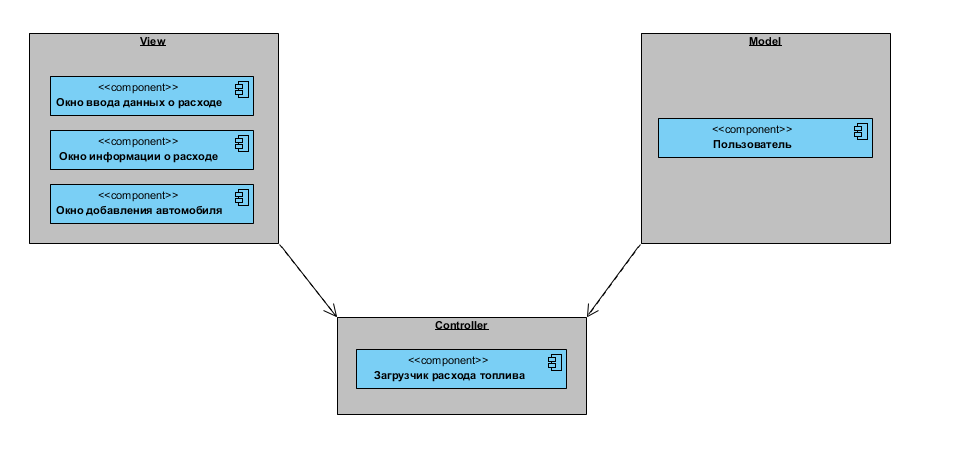 View
<<component>>
Окно ввода данных о расходе
<<component>>
Окно информации о расходе
<<component>>
Окно добавления автомобиля
Model
<<component>>
Пользователь
Controller
<<component>>
Загрузчик расхода топлива